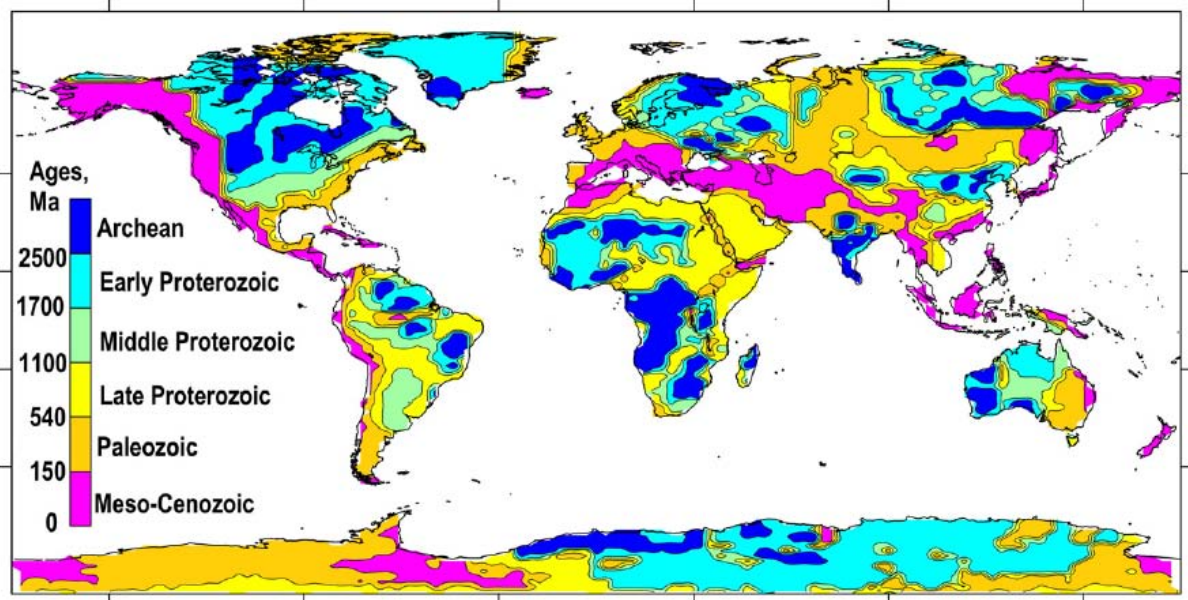 Ages,
Ma
Archean
2500
Early Proterozoic
1700
Middle Proterozoic
1100
Late Proterozoic
540
Paleozoic
150
Meso-Cenozoic
0